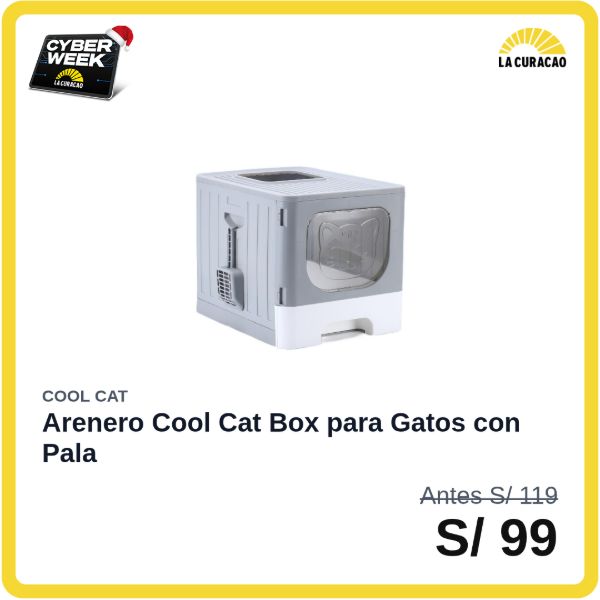 CYBER
WEEK
LA CURACAO
LA CURACAO
COOL CAT
Arenero Cool Cat Box para Gatos con
Pala
Antes S/ 119
S/ 99